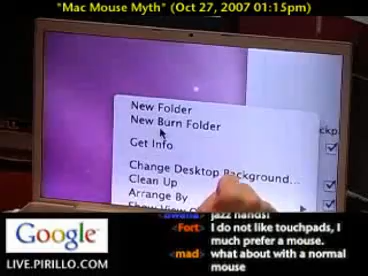 "Mac Mouse Myth" (Oct 27, 2007 01:15pm)
New Folder
New Burn Folder
Get Info
Change Desktop Background...
Clean Up
Arrange By
jazz hands!
<Fort> I do not like touchpads, I
much prefer a mouse.
<mad> what about with a normal
mouse
Google
LIVE.PIRILLO.COM